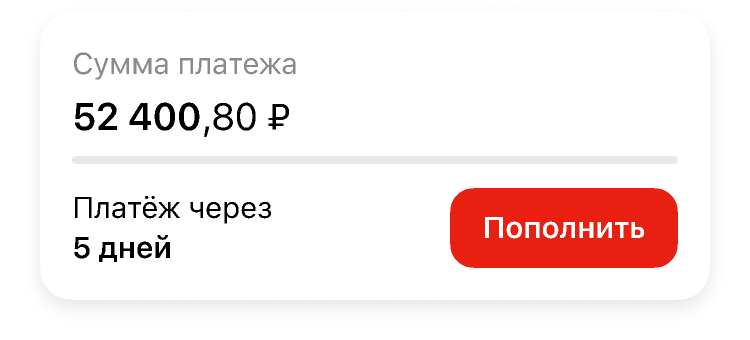 Сумма платежа
52 400,80 ₽
Платёж через
5 дней
Пополнить